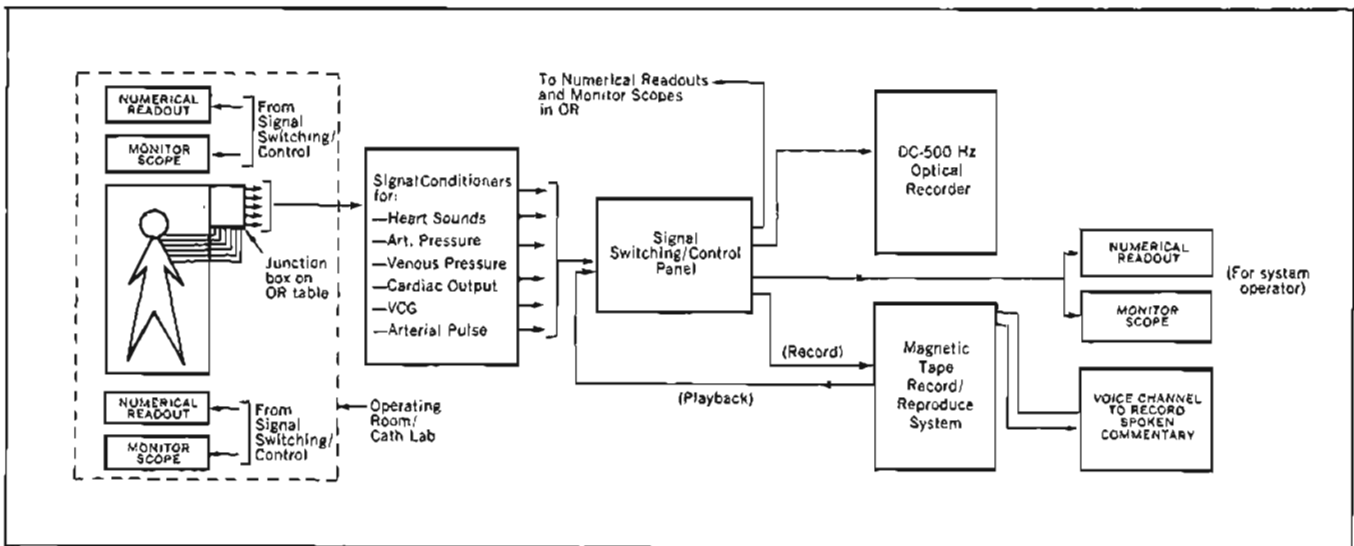 NUMERICAL
READOUT
From
Signal
Switching/
Control
MONITOR
SCOPE
Junction
box on
OR table
NUMERICAL
READOUT
MONITOR
SCOPE
From
Signal
Switching/
Control
Operating
Room/
Cath Lab
Signal Conditioners
for:
—Heart Sounds
—Art. Pressure
—Venous Pressure
—Cardiac Output
—VCG
—Arterial Pulse
To Numerical Readouts
and Monitor Scopes
in OR
Signal
Switching/Control
Panel
(Record)
(Playback)
DC-500 Hz
Optical
Recorder
Magnetic
Tape
Record/
Reproduce
System
NUMERICAL
READOUT
MONITOR
SCOPE
(For system
operator)
VOICE CHANNEL
TO RECORD
SPOKEN
COMMENTARY